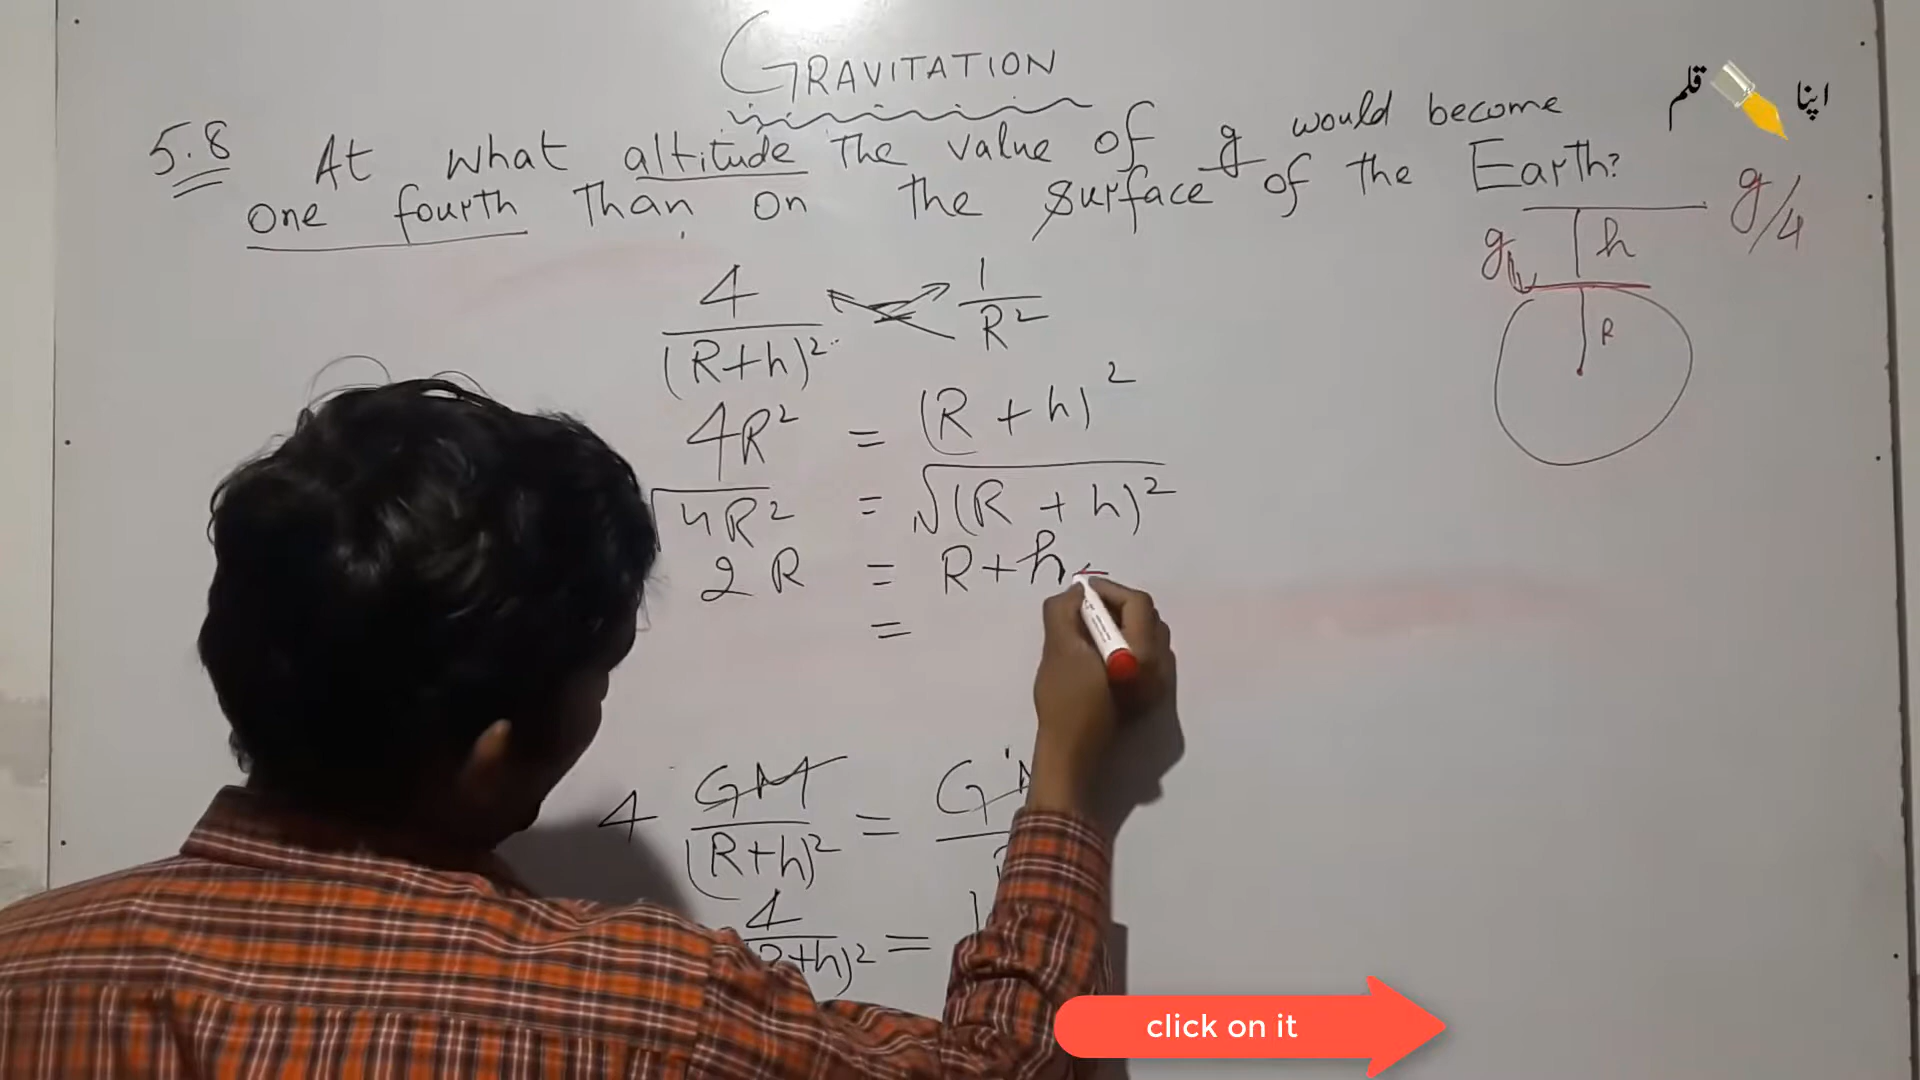 GRAVITATION
اپنا قلم
5.8 At what altitude the value of g would become
one fourth than on the surface of the Earth?
g/4
g h
R
4/(R+h)² 1/R²
4R² = (R + h)²
√4R² = √(R + h)²
2R = R+h
=
4 GM/(R+h)² = G
4/(R+h)² = 1
click on it